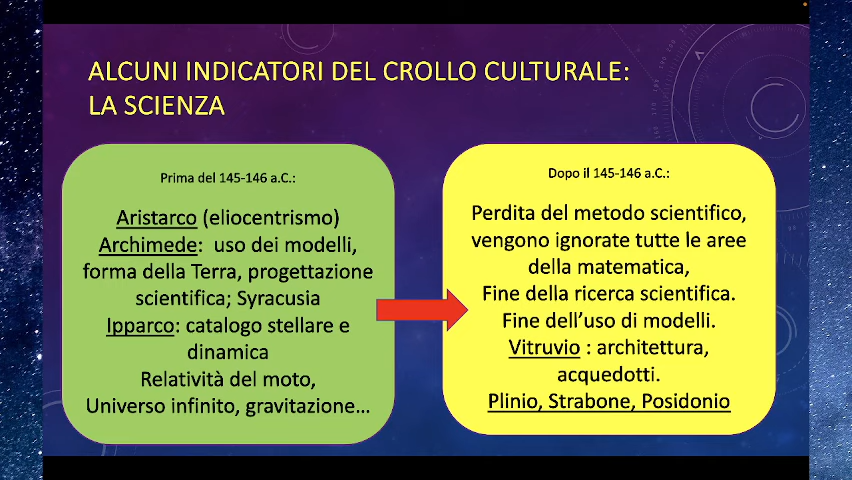 ALCUNI INDICATORI DEL CROLLO CULTURALE:
LA SCIENZA
Prima del 145-146 a.C.:
Aristarco (eliocentrismo)
Archimede: uso dei modelli,
forma della Terra, progettazione
scientifica; Syracusia
Ipparco: catalogo stellare e
dinamica
Relatività del moto,
Universo infinito, gravitazione...
Dopo il 145-146 a.C.:
Perdita del metodo scientifico,
vengono ignorate tutte le aree
della matematica,
Fine della ricerca scientifica.
Fine dell'uso di modelli.
Vitruvio : architettura,
acquedotti.
Plinio, Strabone, Posidonio